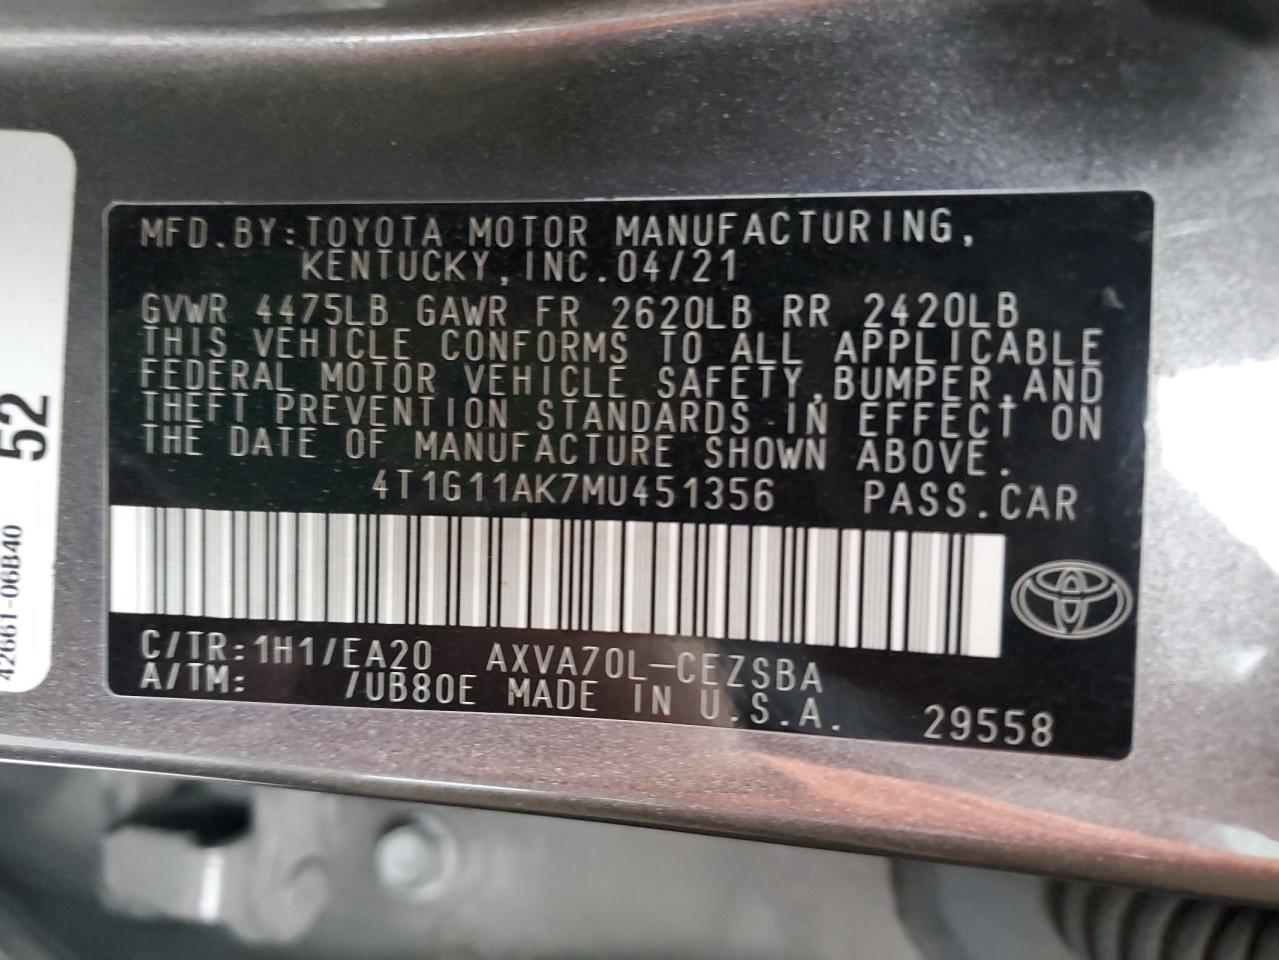 MFD.BY:TOYOTA MOTOR MANUFACTURING,
KENTUCKY,INC.04/21
GVWR 4475LB GAWR FR 2620LB RR 2420LB
THIS VEHICLE CONFORMS TO ALL APPLICABLE
FEDERAL MOTOR VEHICLE SAFETY,BUMPER,AND
THEFT PREVENTION STANDARDS IN EFFECT ON
THE DATE OF MANUFACTURE SHOWN ABOVE.
4T1G11AK7MU451356 PASS.CAR
C/TR:1H1/EA20 AXVA70L-CEZSBA
A/TM: /UB80E MADE IN U.S.A. 29558
52
42661-06B40